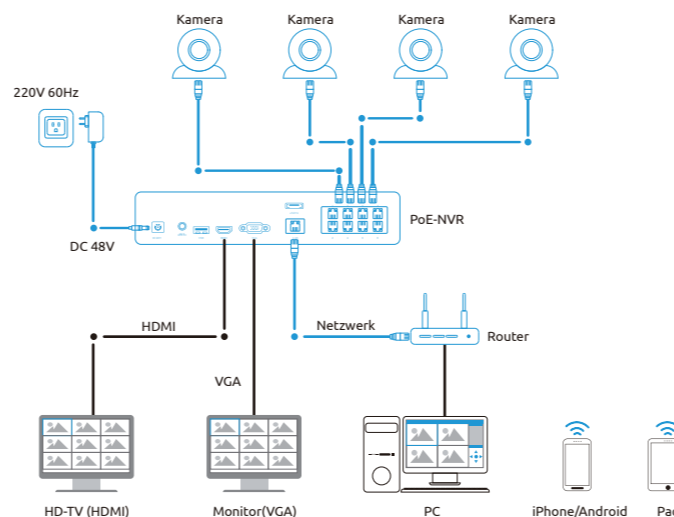 Kamera
Kamera
Kamera
Kamera
220V 60Hz
PoE-NVR
DC 48V
HDMI
Netzwerk
Router
VGA
HD-TV (HDMI)
Monitor(VGA)
PC
iPhone/Android